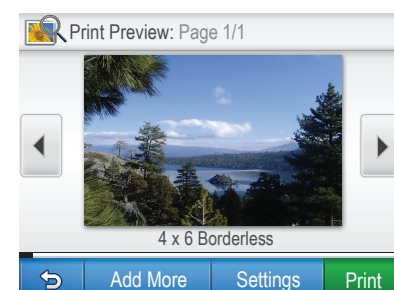 Print Preview: Page 1/1
4 x 6 Borderless
Add More Settings Print